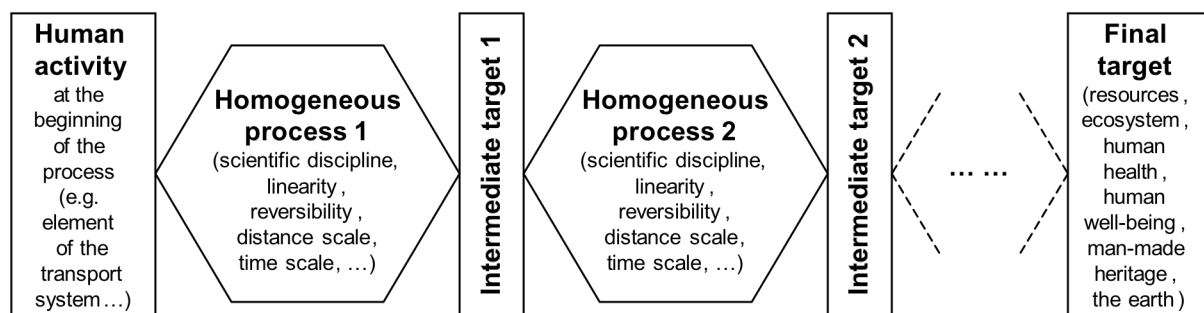 Human
activity
at the
beginning
of the
process
(e.g.
element
of the
transport
system…)
Homogeneous
process 1
(scientific discipline,
linearity,
reversibility,
distance scale,
time scale, …)
Intermediate target 1
Homogeneous
process 2
(scientific discipline,
linearity,
reversibility,
distance scale,
time scale, …)
Intermediate target 2
… …
Final
target
(resources,
ecosystem,
human
health,
human
well-being,
man-made
heritage,
the earth)